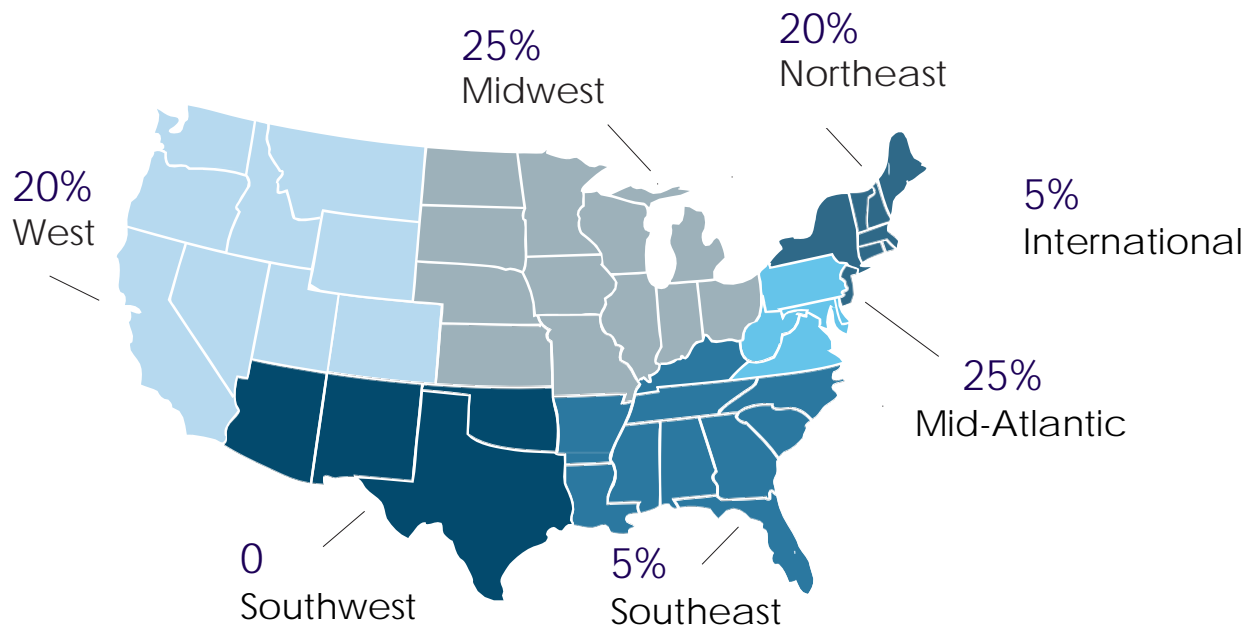 20%
Northeast
25%
Midwest
20%
West
5%
International
25%
Mid-Atlantic
0
Southwest
5%
Southeast